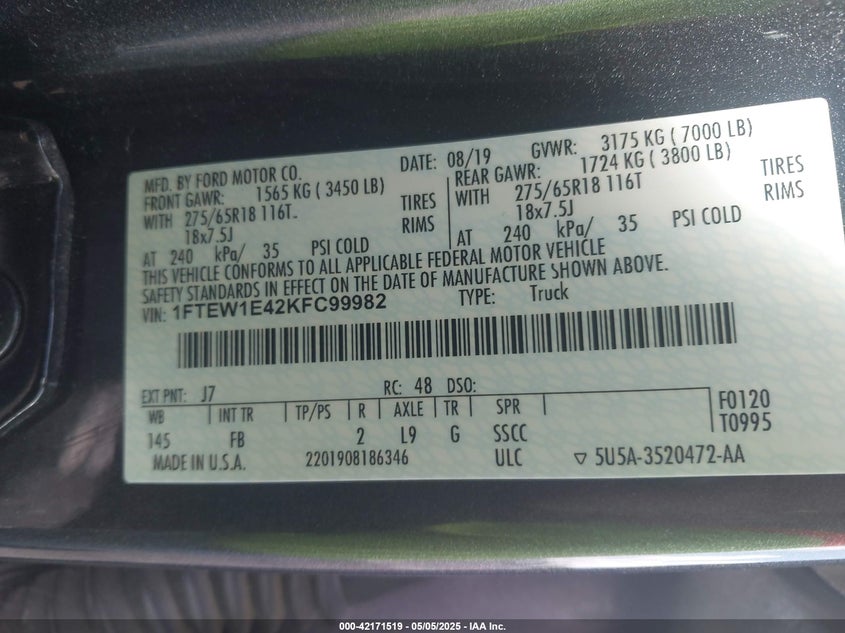 MFD. BY FORD MOTOR CO.
DATE: 08/19 GVWR: 3175 KG ( 7000 LB)
FRONT GAWR: 1565 KG ( 3450 LB)
REAR GAWR: 1724 KG ( 3800 LB)
WITH 275/65R18 116T TIRES
WITH 275/65R18 116T TIRES
18x7.5J RIMS
18x7.5J RIMS
AT 240 kPa/ 35 PSI COLD
AT 240 kPa/ 35 PSI COLD
THIS VEHICLE CONFORMS TO ALL APPLICABLE FEDERAL MOTOR VEHICLE
SAFETY STANDARDS IN EFFECT ON THE DATE OF MANUFACTURE SHOWN ABOVE.
VIN: 1FTEW1E42KFC99982 TYPE: Truck
EXT PNT: J7 RC: 48 DSO:
WB INT TR TP/PS R AXLE TR SPR F0120
145 FB 2 L9 G SSCC T0995
MADE IN U.S.A. 2201908186346 ULC ▽ 5U5A-3520472-AA
000-42171519 - 05/05/2025 - IAA Inc.